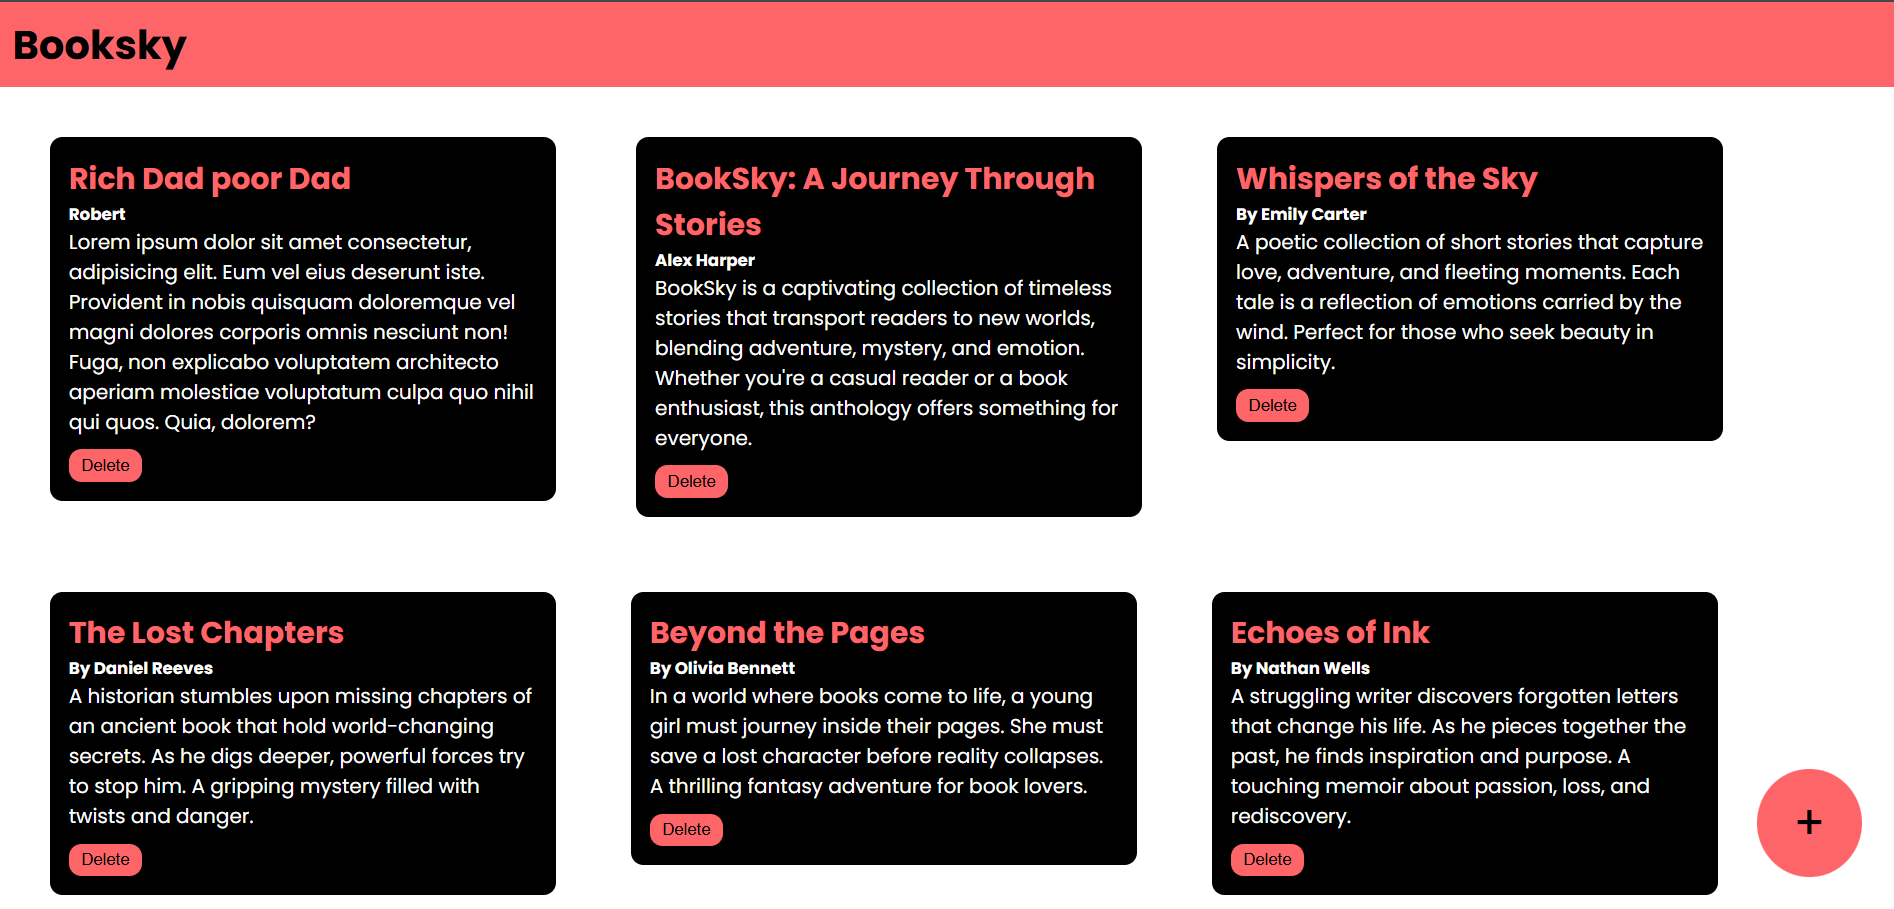 Booksky
Rich Dad poor Dad
Robert
Lorem ipsum dolor sit amet consectetur,
adipisicing elit. Eum vel eius deserunt iste.
Provident in nobis quisquam doloremque vel
magni dolores corporis omnis nesciunt non!
Fuga, non explicabo voluptatem architecto
aperiam molestiae voluptatum culpa quo nihil
qui quos. Quia, dolorem?
Delete
BookSky: A Journey Through
Stories
Alex Harper
BookSky is a captivating collection of timeless
stories that transport readers to new worlds,
blending adventure, mystery, and emotion.
Whether you're a casual reader or a book
enthusiast, this anthology offers something for
everyone.
Delete
Whispers of the Sky
By Emily Carter
A poetic collection of short stories that capture
love, adventure, and fleeting moments. Each
tale is a reflection of emotions carried by the
wind. Perfect for those who seek beauty in
simplicity.
Delete
The Lost Chapters
By Daniel Reeves
A historian stumbles upon missing chapters of
an ancient book that hold world-changing
secrets. As he digs deeper, powerful forces try
to stop him. A gripping mystery filled with
twists and danger.
Delete
Beyond the Pages
By Olivia Bennett
In a world where books come to life, a young
girl must journey inside their pages. She must
save a lost character before reality collapses.
A thrilling fantasy adventure for book lovers.
Delete
Echoes of Ink
By Nathan Wells
A struggling writer discovers forgotten letters
that change his life. As he pieces together the
past, he finds inspiration and purpose. A
touching memoir about passion, loss, and
rediscovery.
Delete
+